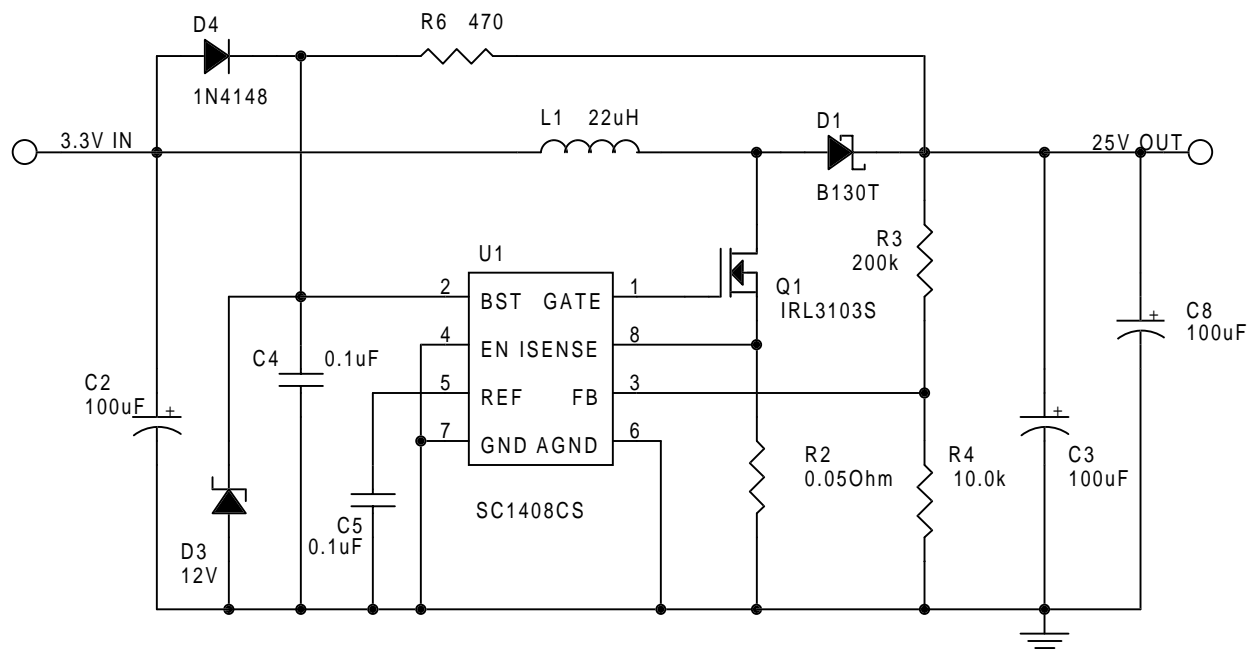 D4
R6 470
1N4148
L1 22uH
D1
3.3V IN
25V OUT
B130T
R3
200k
U1
2 BST GATE 1
Q1
IRL3103S
4 EN ISENSE 8
C8
100uF
C4 0.1uF
5 REF FB 3
C2
100uF
7 GND AGND 6
R2
0.05Ohm
R4
10.0k
C3
100uF
SC1408CS
C5
0.1uF
D3
12V
+
+
+